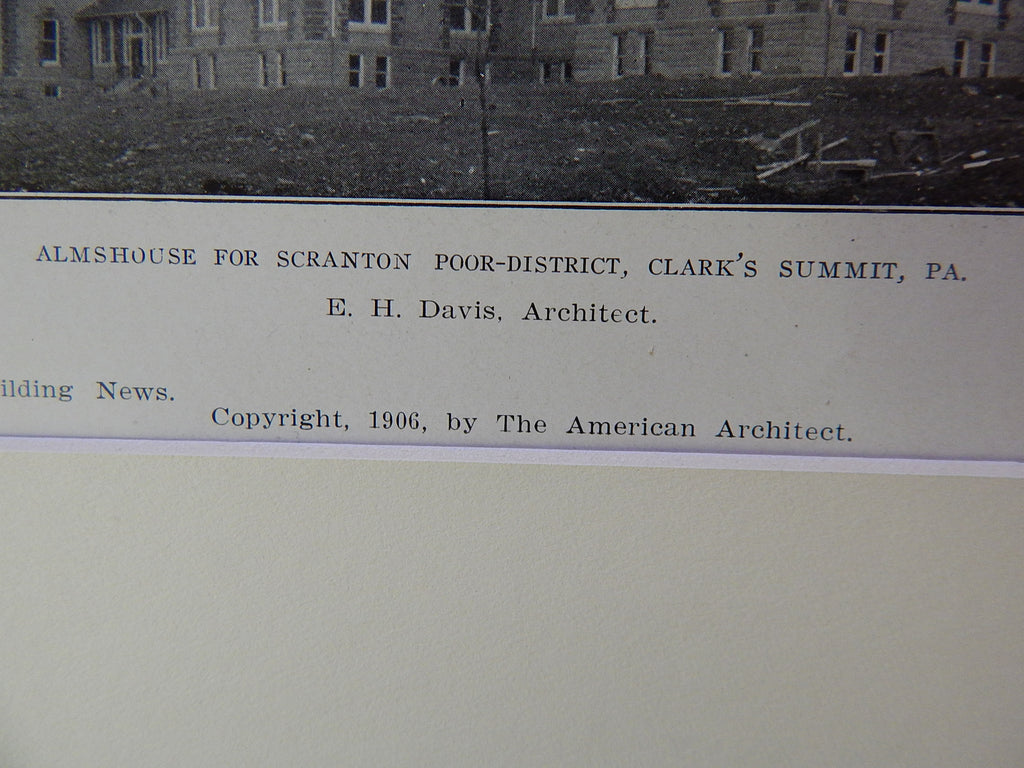 ALMSHOUSE FOR SCRANTON POOR-DISTRICT, CLARK'S SUMMIT, PA.
E. H. Davis, Architect.
ilding News.
Copyright, 1906, by The American Architect.